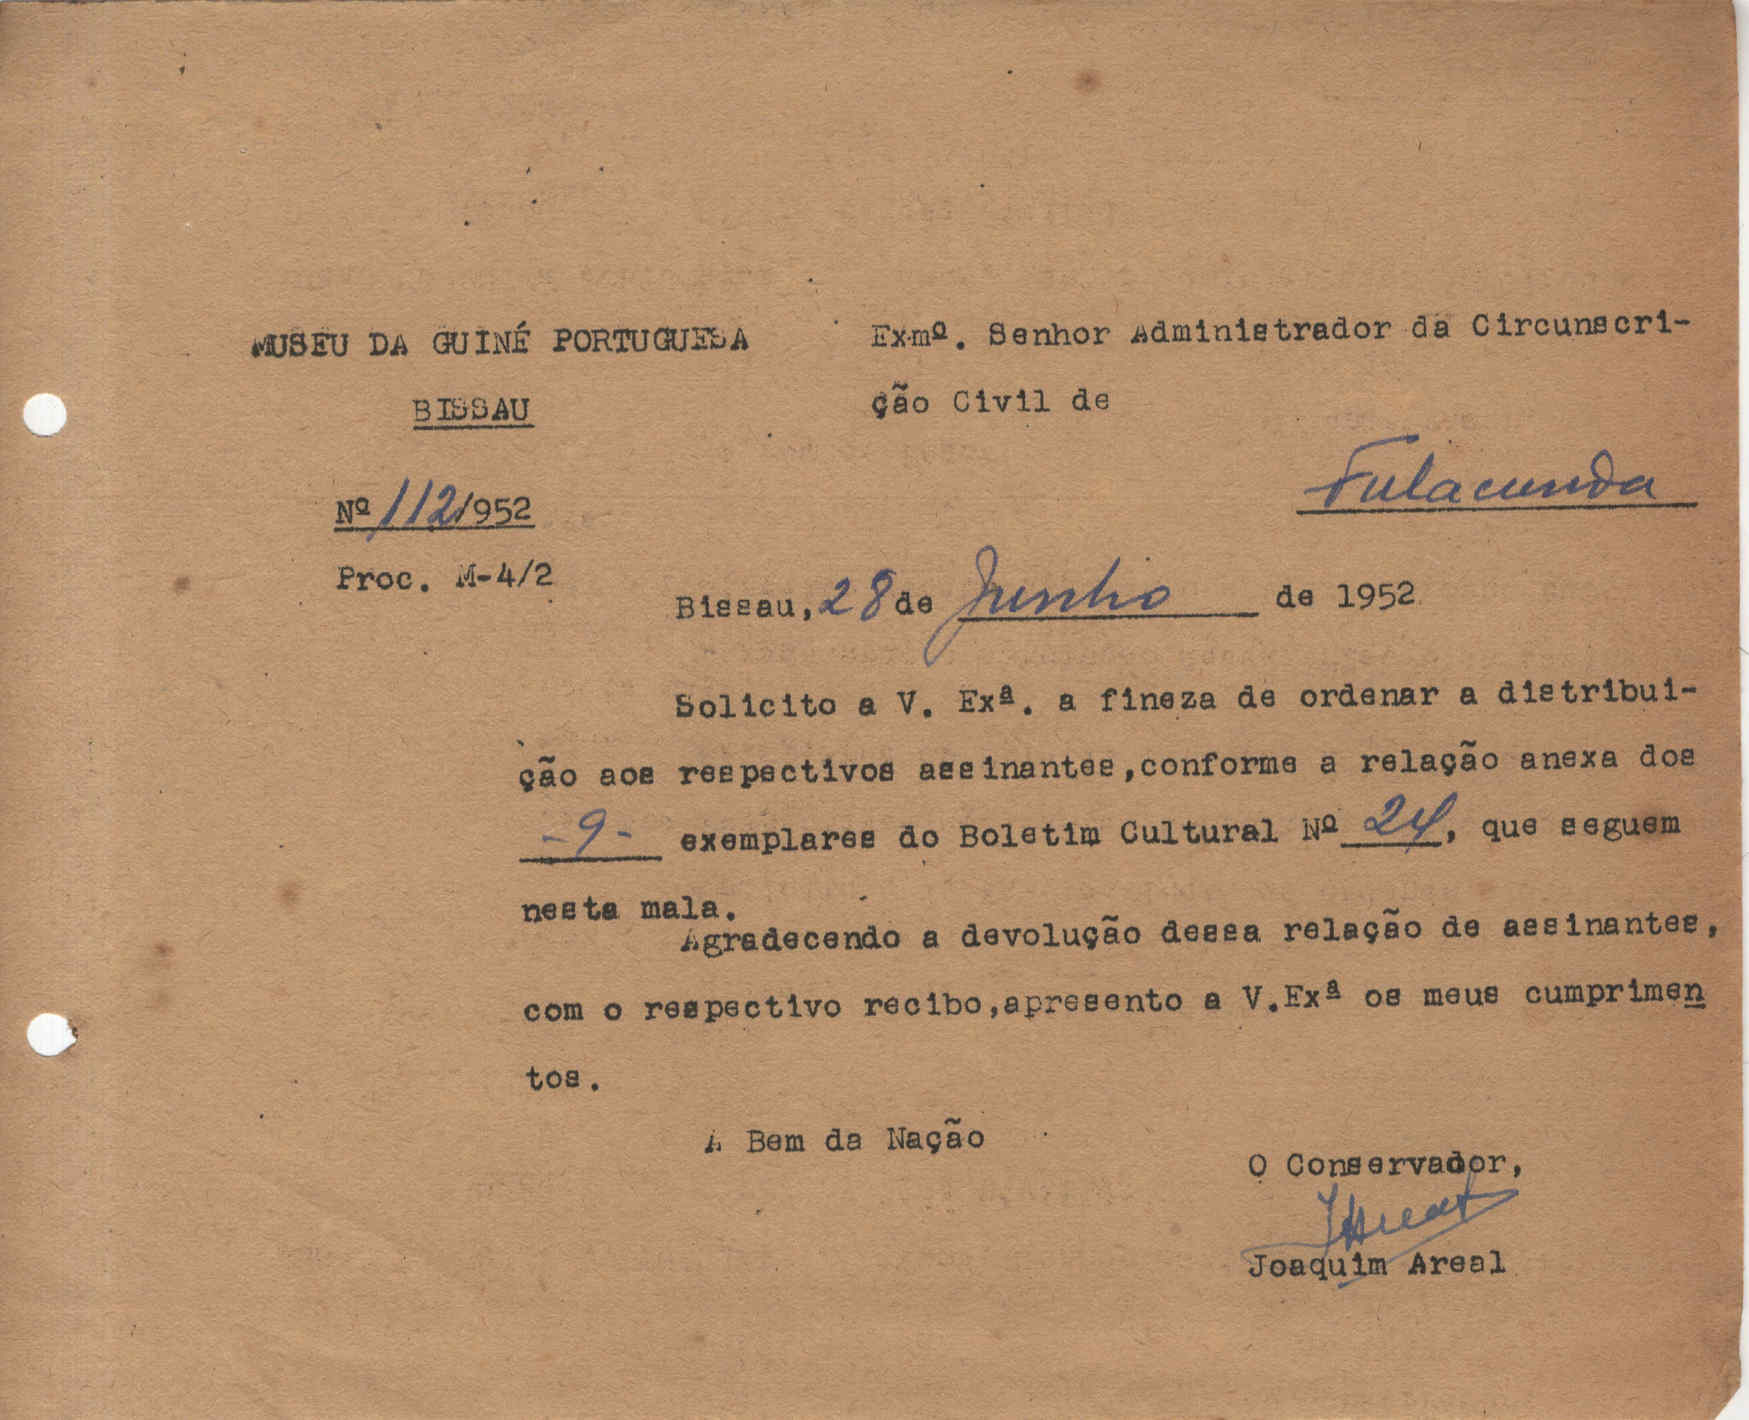 MUSEU DA GUINÉ PORTUGUESA
BISSAU
Nº 112/952
Proc. M-4/2
Exmº. Senhor Administrador da Circunscri-
ção Civil de
Fulacunda
Bissau, 28 de Junho de 1952
Solicito a V. Exª. a fineza de ordenar a distribui-
ção aos respectivos assinantes,conforme a relação anexa dos
-9- exemplares do Boletim Cultural Nº 24, que seguem
nesta mala.
Agradecendo a devolução dessa relação de assinantes,
com o respectivo recibo,apresento a V.Exª os meus cumprimen
tos.
A Bem da Nação
O Conservador,
JAreal
Joaquim Areal